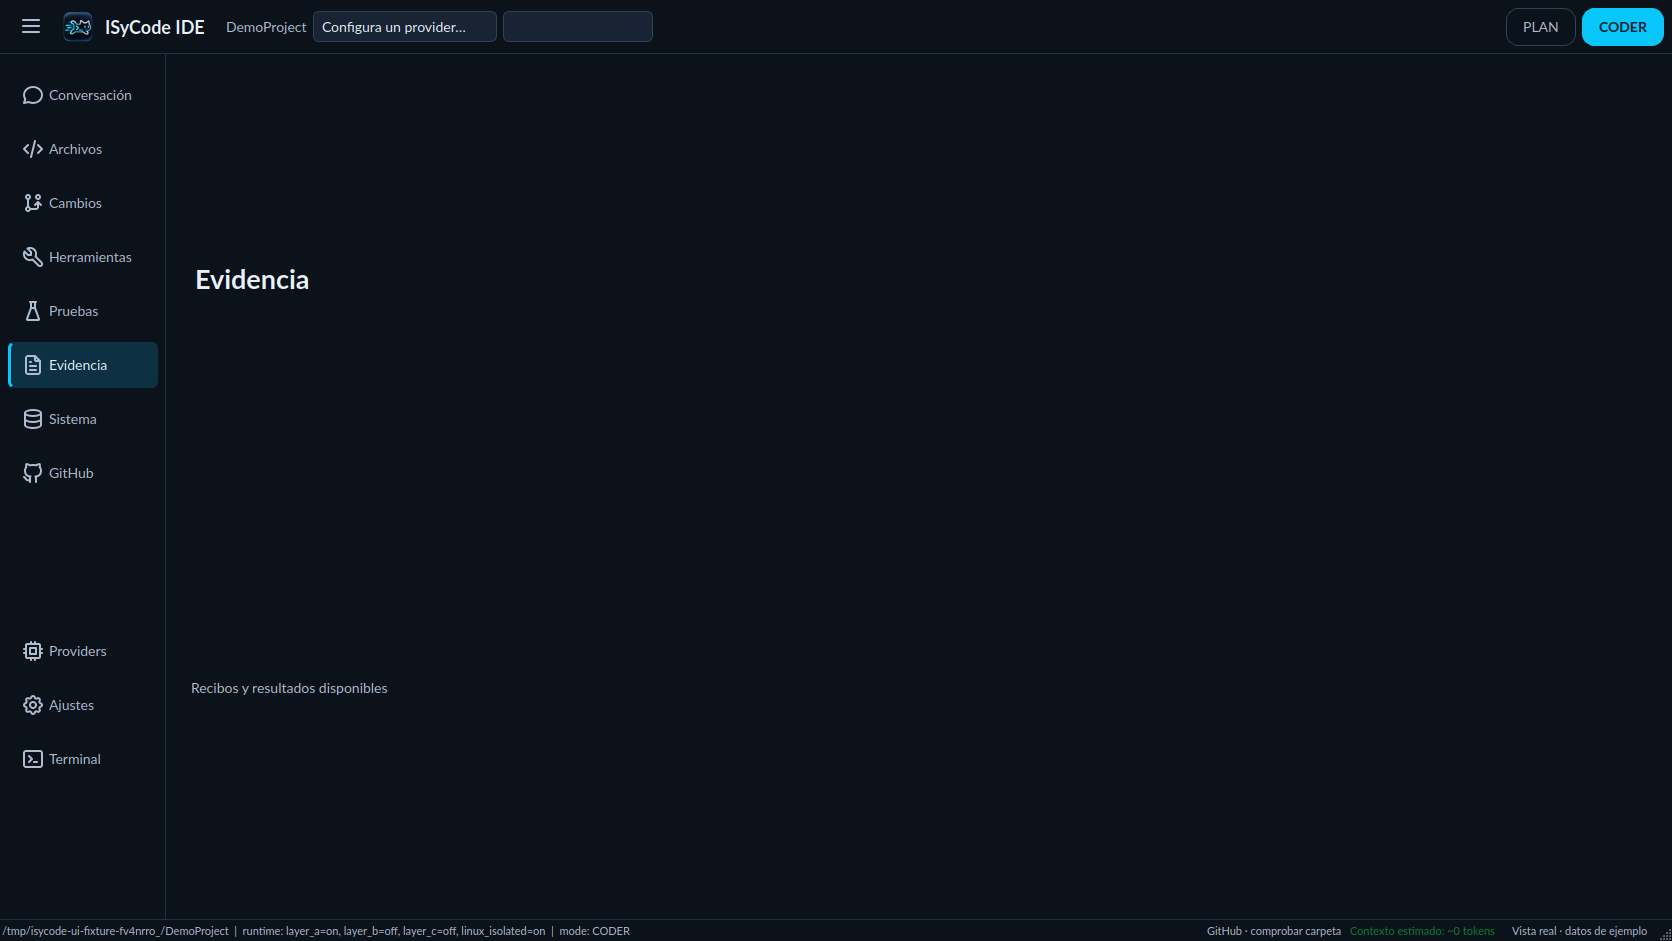 ISyCode IDE DemoProject Configura un provider... PLAN CODER
Conversación
Archivos
Cambios
Herramientas
Pruebas
Evidencia
Sistema
GitHub
Providers
Ajustes
Terminal
Evidencia
Recibos y resultados disponibles
/tmp/isycode-ui-fixture-fv4nrro_/DemoProject | runtime: layer_a=on, layer_b=off, layer_c=off, linux_isolated=on | mode: CODER GitHub · comprobar carpeta Contexto estimado: ~0 tokens Vista real · datos de ejemplo